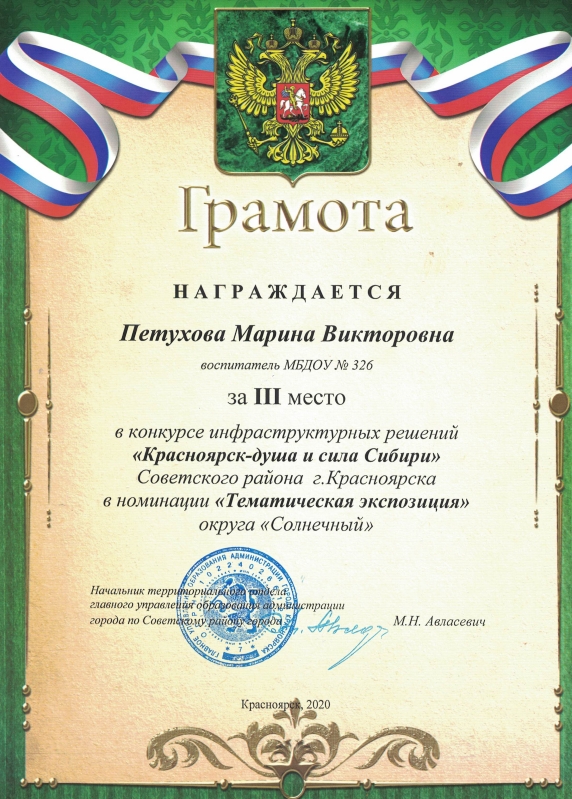 Грамота
НАГРАЖДАЕТСЯ
Петухова Марина Викторовна
воспитатель МБДОУ № 326
за III место
в конкурсе инфраструктурных решений
«Красноярск-душа и сила Сибири»
Советского района г.Красноярска
в номинации «Тематическая экспозиция»
округа «Солнечный»
Начальник территориального отдела
главного управления образования администрации
города по Советскому району города
М.Н. Авласевич
Красноярск, 2020